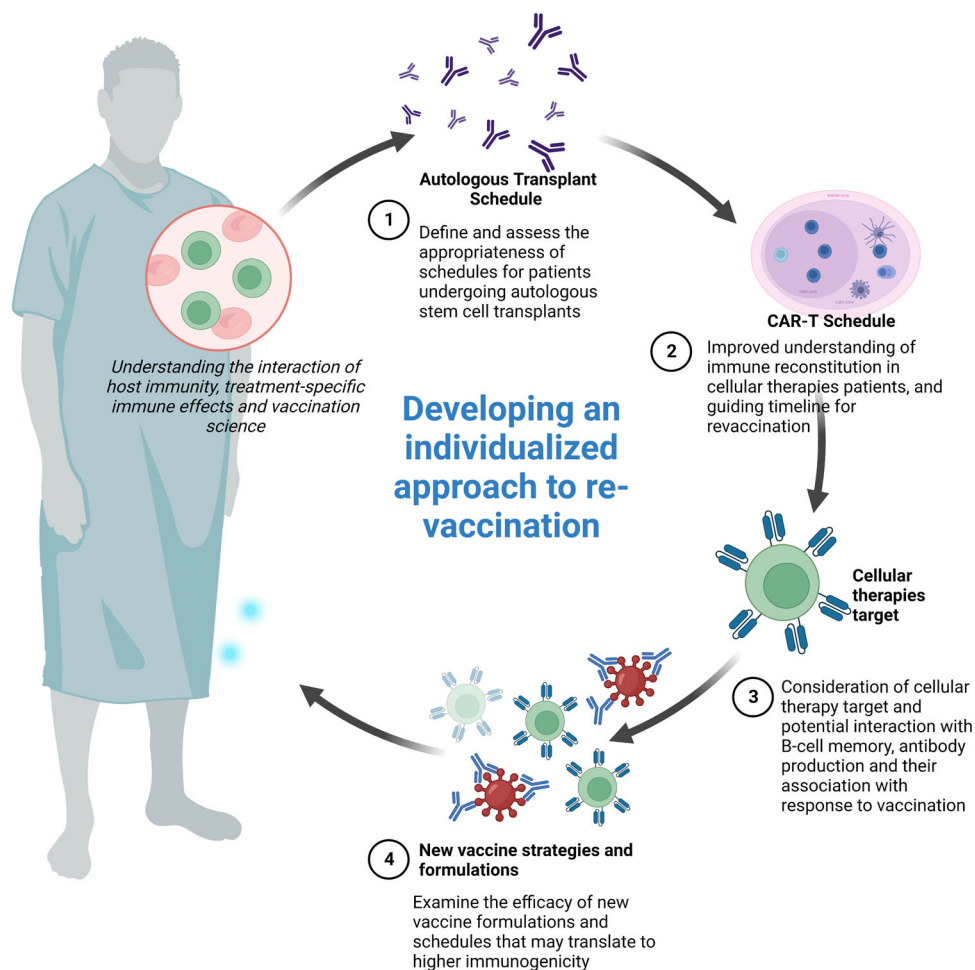 Autologous Transplant
Schedule
1
Define and assess the
appropriateness of
schedules for patients
undergoing autologous
stem cell transplants
CAR-T Schedule
2
Improved understanding of
immune reconstitution in
cellular therapies patients, and
guiding timeline for
revaccination
Understanding the interaction of
host immunity, treatment-specific
immune effects and vaccination
science
Developing an
individualized
approach to re-
vaccination
Cellular
therapies
target
3
Consideration of cellular
therapy target and
potential interaction with
B-cell memory, antibody
production and their
association with
response to vaccination
4
New vaccine strategies and
formulations
Examine the efficacy of new
vaccine formulations and
schedules that may translate to
higher immunogenicity